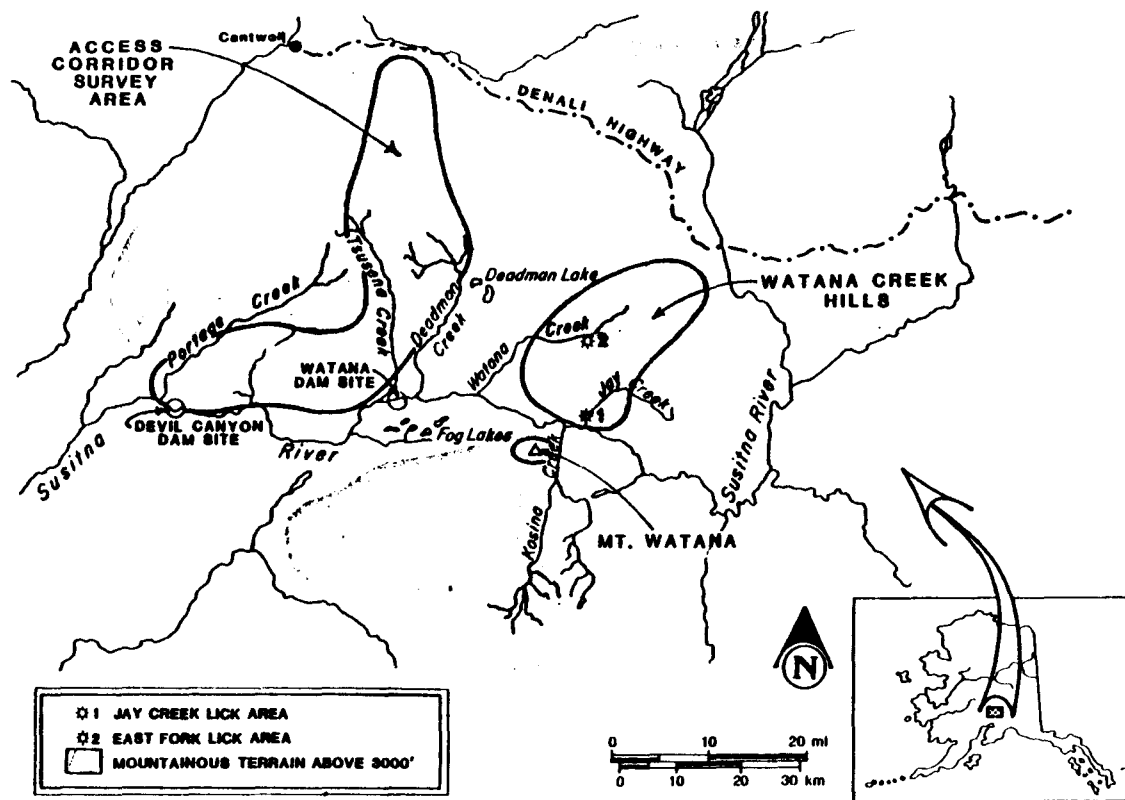 Cantwell
ACCESS
CORRIDOR
SURVEY
AREA
DENALI HIGHWAY
Tsusena Creek
Deadman Lake
WATANA CREEK
HILLS
Portage Creek
Deadman
Creek
Watana Creek
2
WATANA
DAM SITE
Jay Creek
1
DEVIL CANYON
DAM SITE
Fog Lakes
Susitna River
Kosina Creek
Susitna River
MT. WATANA
N
1 JAY CREEK LICK AREA
2 EAST FORK LICK AREA
MOUNTAINOUS TERRAIN ABOVE 3000'
0 10 20 mi
0 10 20 30 km